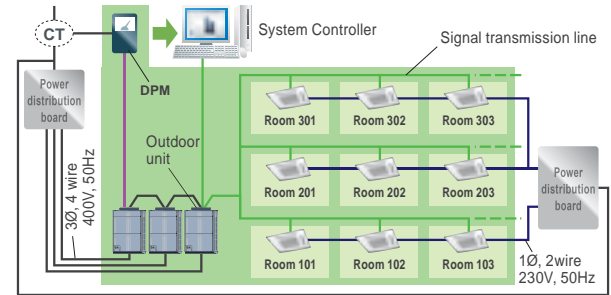 CT
DPM
System Controller
Signal transmission line
Power
distribution
board
Outdoor
unit
3Ø, 4 wire
400V, 50Hz
Room 301
Room 302
Room 303
Room 201
Room 202
Room 203
Room 101
Room 102
Room 103
Power
distribution
board
1Ø, 2wire
230V, 50Hz